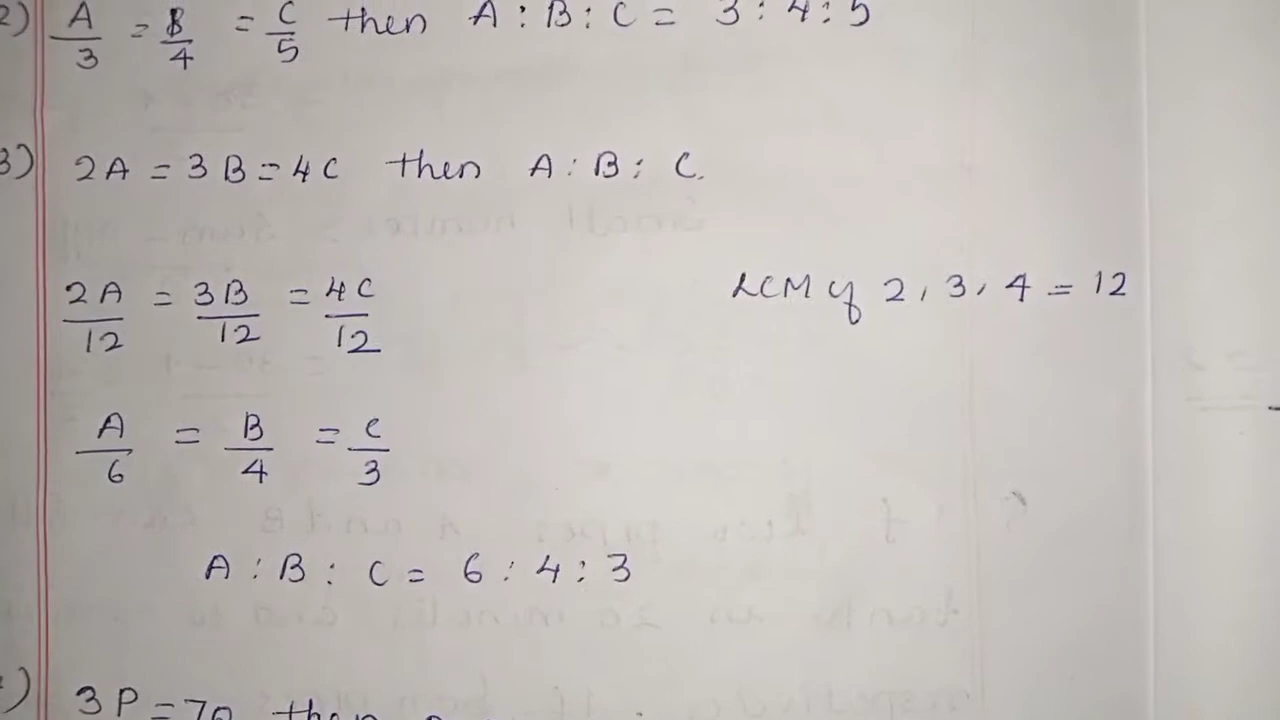 2) A/3 = B/4 = C/5 then A : B : C = 3 : 4 : 5
3) 2A = 3B = 4C then A : B : C.
2A/12 = 3B/12 = 4C/12 LCM of 2, 3, 4 = 12
A/6 = B/4 = C/3
A : B : C = 6 : 4 : 3
3P = 7Q then